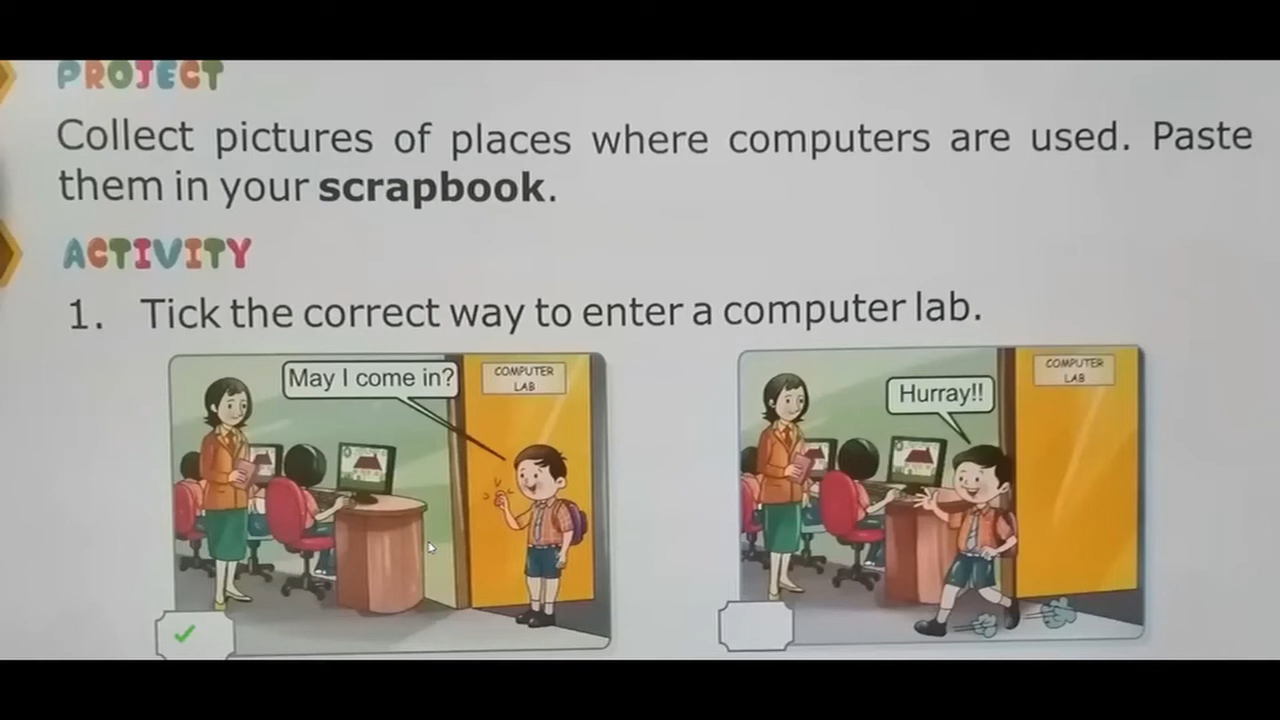 PROJECT
Collect pictures of places where computers are used. Paste
them in your scrapbook.
ACTIVITY
1. Tick the correct way to enter a computer lab.
May I come in?
COMPUTER
LAB
Hurray!!
COMPUTER
LAB